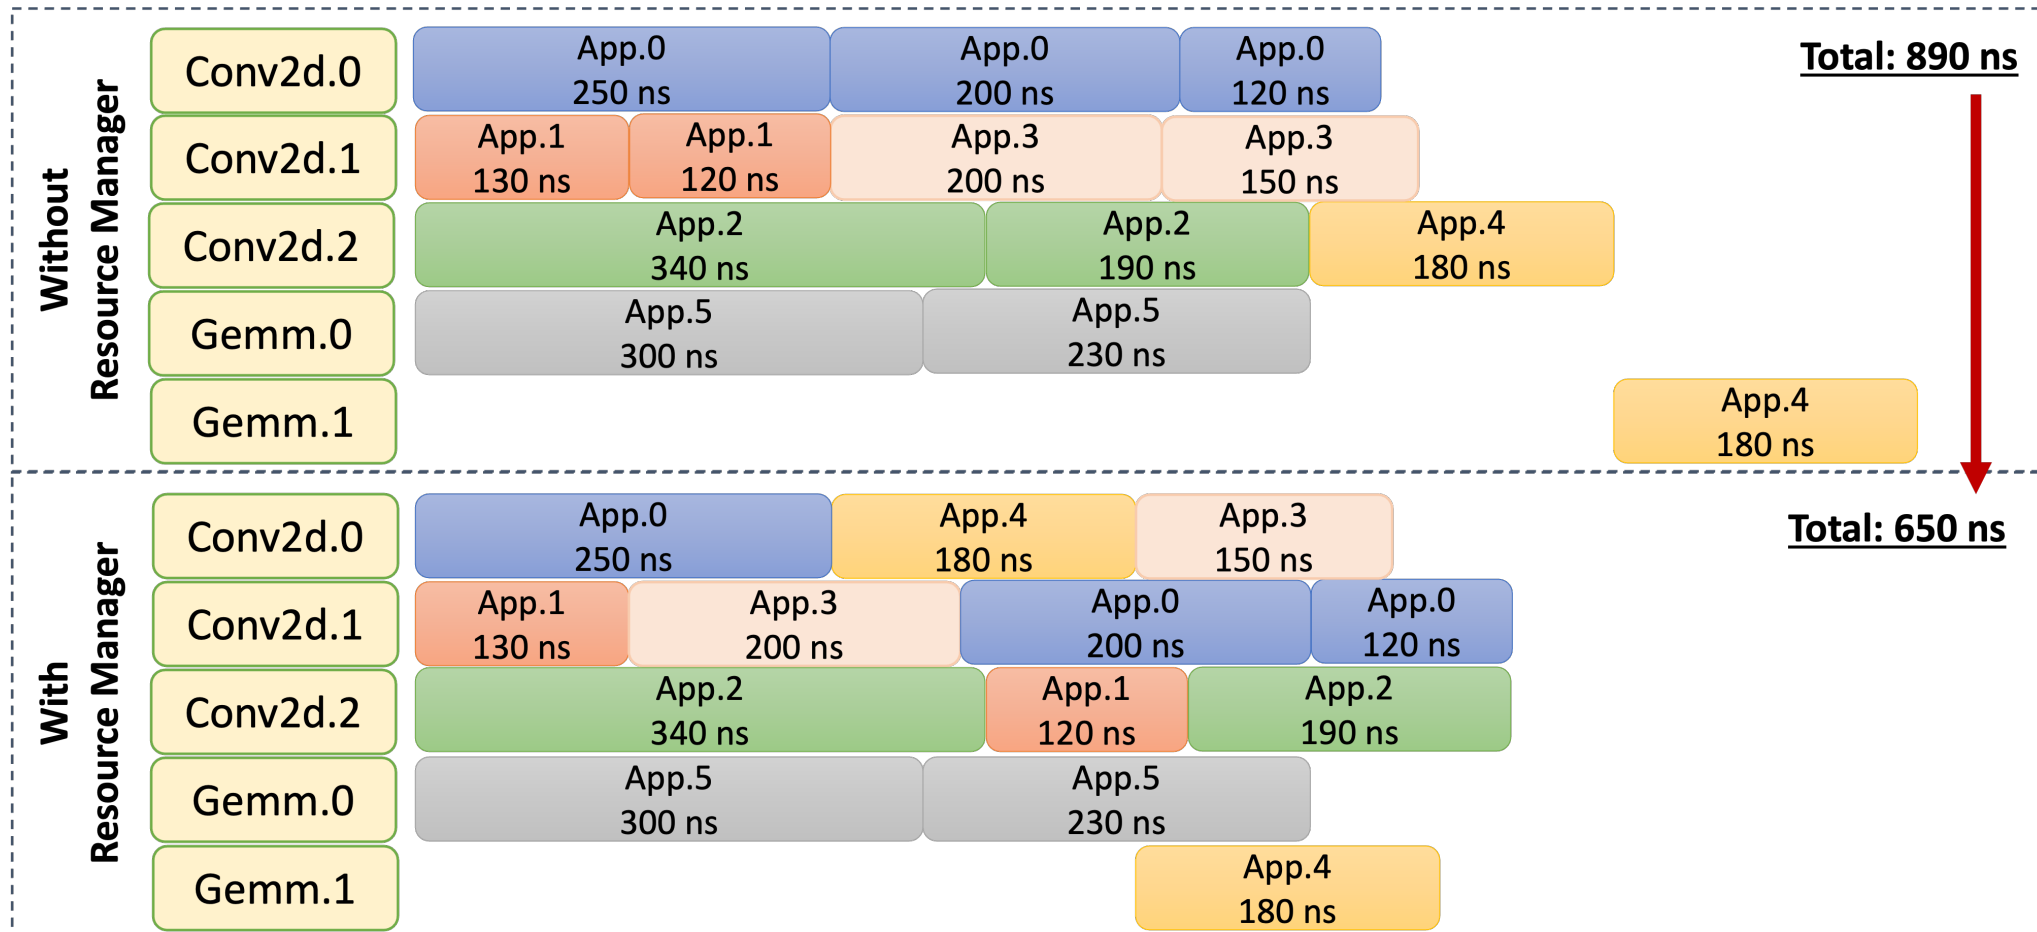 Without
Resource Manager
Conv2d.0
App.0
250 ns
App.0
200 ns
App.0
120 ns
Total: 890 ns
Conv2d.1
App.1
130 ns
App.1
120 ns
App.3
200 ns
App.3
150 ns
Conv2d.2
App.2
340 ns
App.2
190 ns
App.4
180 ns
Gemm.0
App.5
300 ns
App.5
230 ns
Gemm.1
App.4
180 ns
With
Resource Manager
Conv2d.0
App.0
250 ns
App.4
180 ns
App.3
150 ns
Total: 650 ns
Conv2d.1
App.1
130 ns
App.3
200 ns
App.0
200 ns
App.0
120 ns
Conv2d.2
App.2
340 ns
App.1
120 ns
App.2
190 ns
Gemm.0
App.5
300 ns
App.5
230 ns
Gemm.1
App.4
180 ns